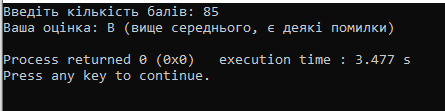 Введіть кількість балів: 85
Ваша оцінка: B (вище середнього, є деякі помилки)
Process returned 0 (0x0)   execution time : 3.477 s
Press any key to continue.